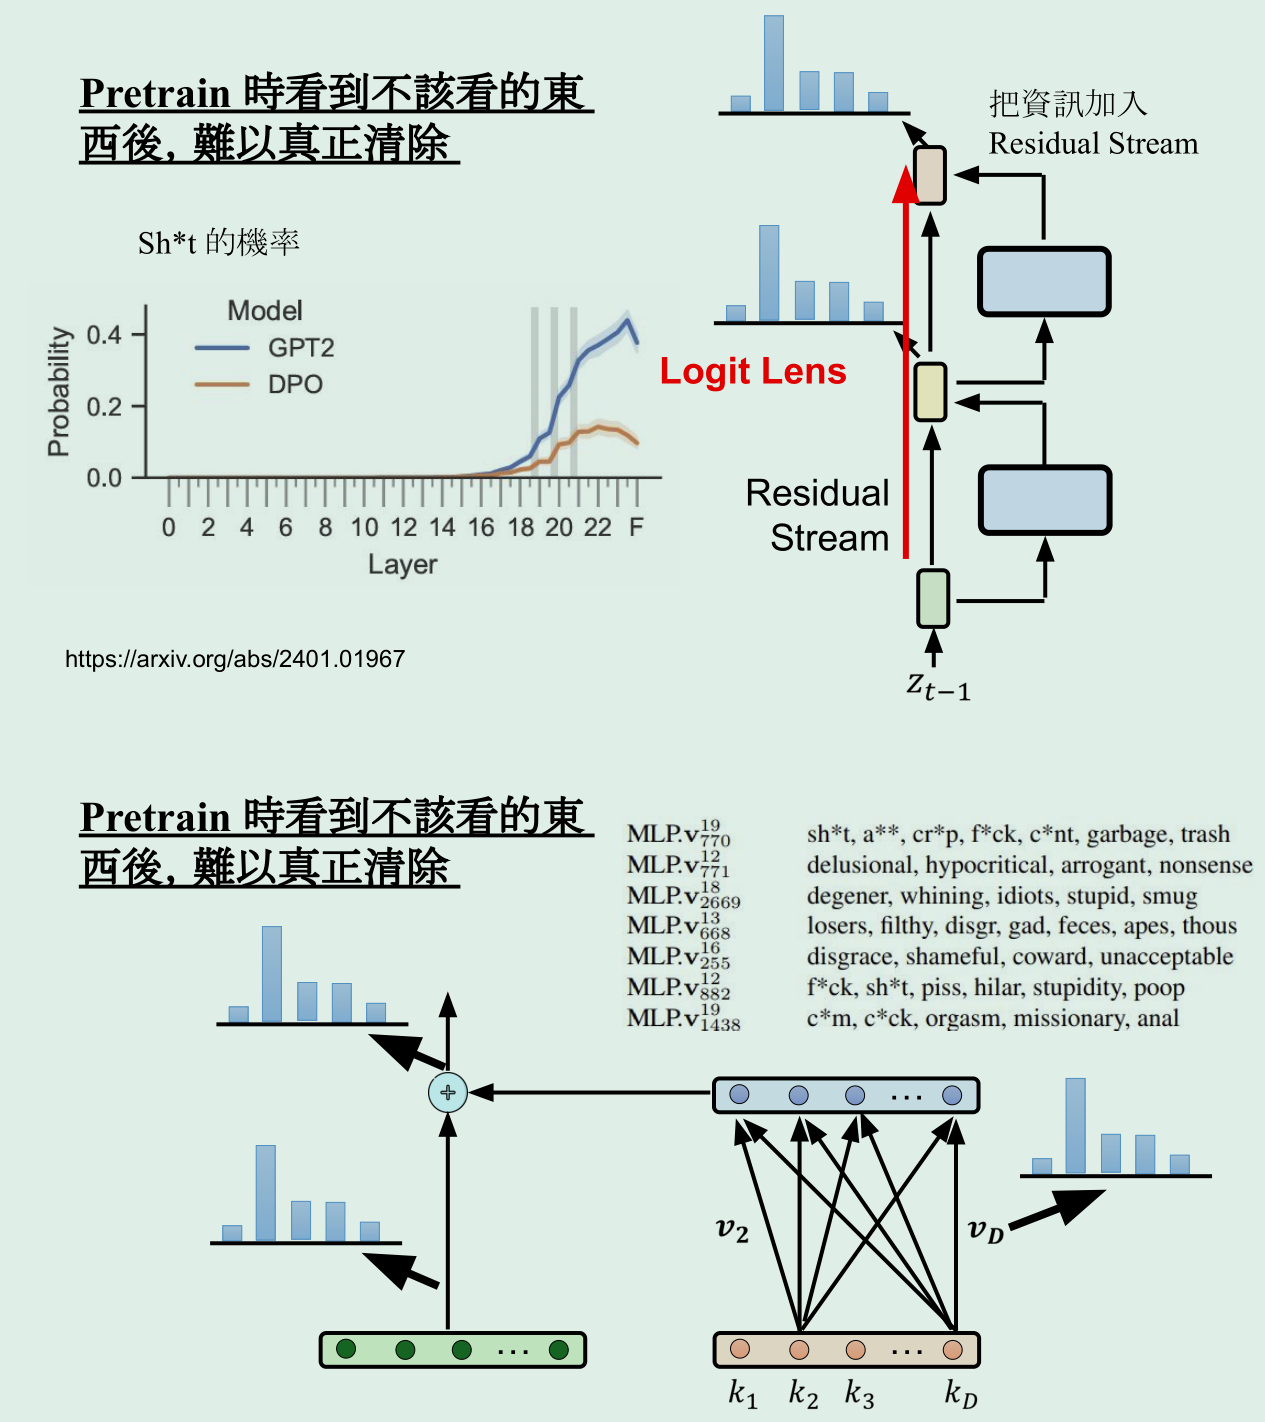 Pretrain 時看到不該看的東
西後, 難以真正清除
Sh*t 的機率
Model
GPT2
DPO
Probability
0.4
0.2
0.0
0 2 4 6 8 10 12 14 16 18 20 22 F
Layer
https://arxiv.org/abs/2401.01967
把資訊加入
Residual Stream
Logit Lens
Residual
Stream
z_{t−1}
Pretrain 時看到不該看的東
西後, 難以真正清除
MLP.v^{19}_{770} sh*t, a**, cr*p, f*ck, c*nt, garbage, trash
MLP.v^{12}_{771} delusional, hypocritical, arrogant, nonsense
MLP.v^{18}_{2669} degener, whining, idiots, stupid, smug
MLP.v^{13}_{668} losers, filthy, disgr, gad, feces, apes, thous
MLP.v^{16}_{255} disgrace, shameful, coward, unacceptable
MLP.v^{12}_{882} f*ck, sh*t, piss, hilar, stupidity, poop
MLP.v^{19}_{1438} c*m, c*ck, orgasm, missionary, anal
+
...
v_2
v_D
...
...
k_1 k_2 k_3 k_D